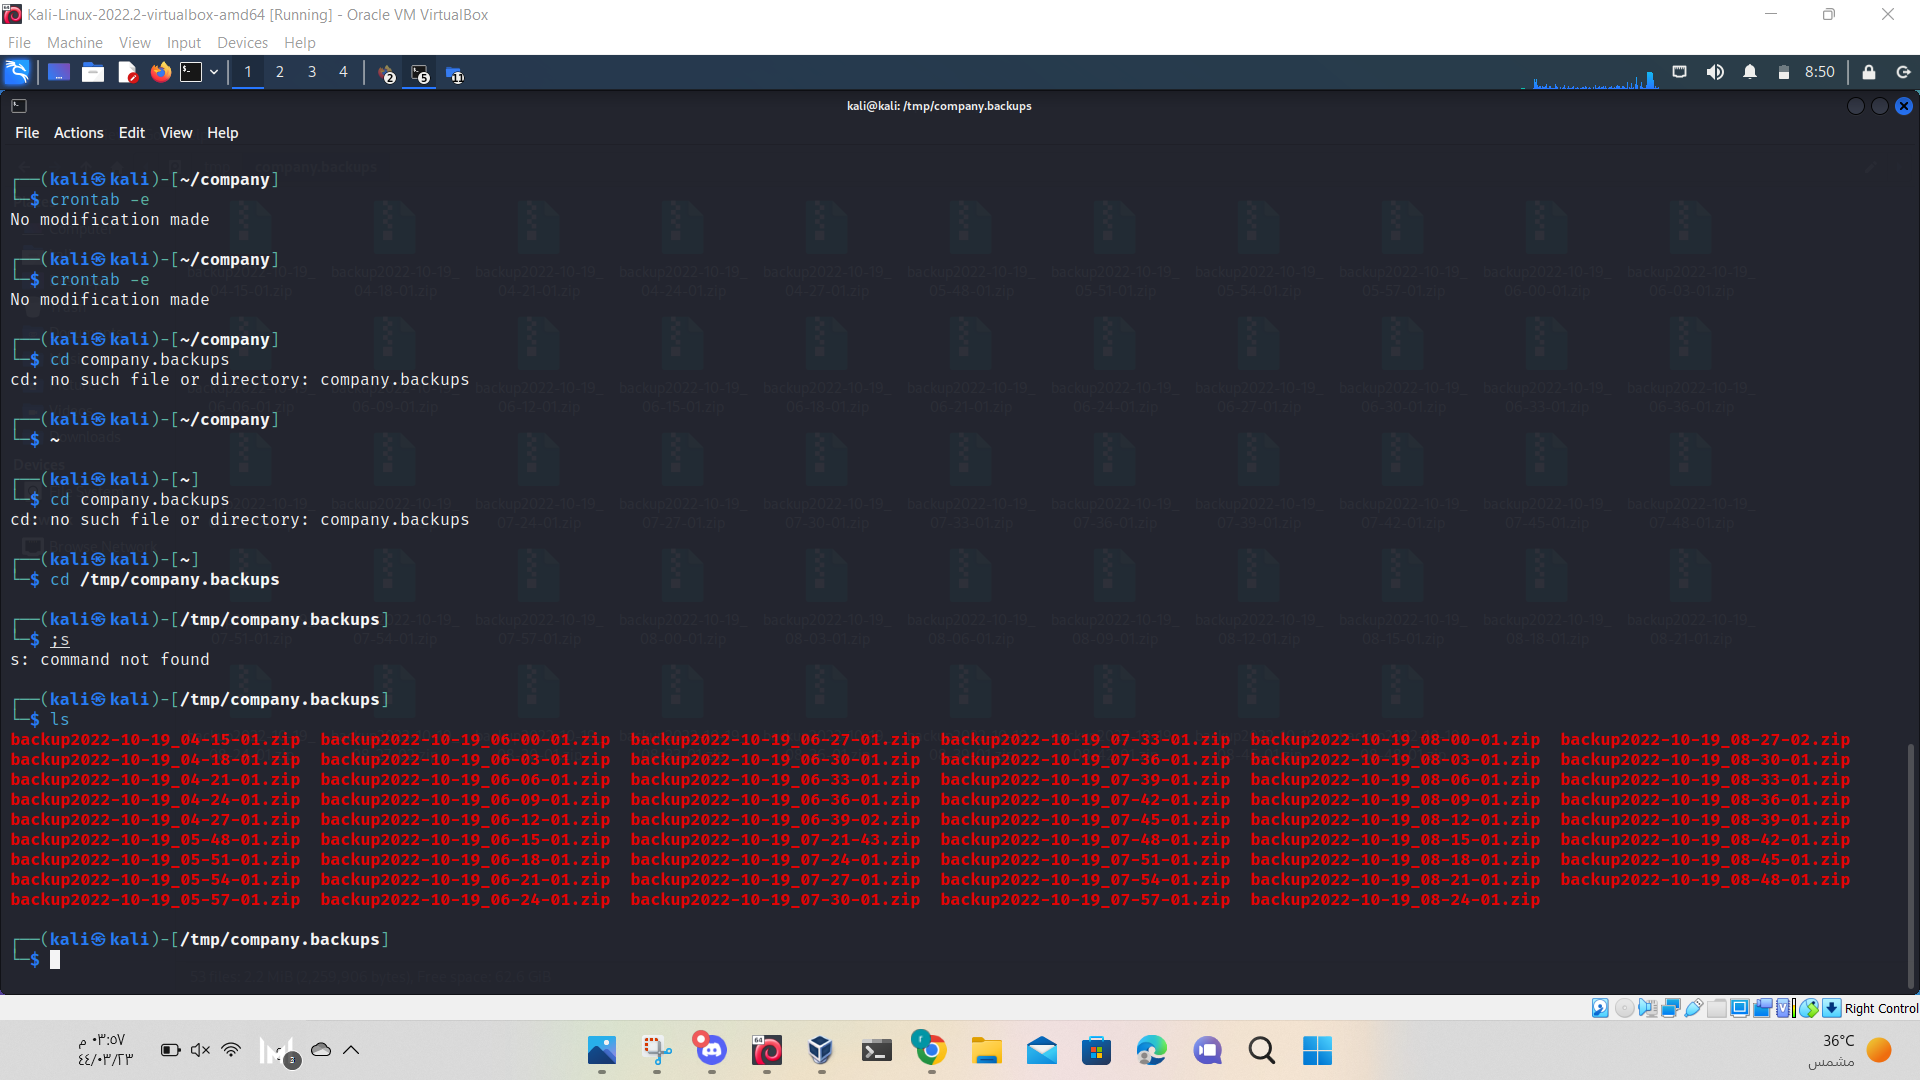 Kali-Linux-2022.2-virtualbox-amd64 [Running] - Oracle VM VirtualBox
File Machine View Input Devices Help
1 2 3 4 2 5 11 8:50
kali@kali: /tmp/company.backups
File Actions Edit View Help
┌──(kali㉿kali)-[~/company]
└─$ crontab -e
No modification made
┌──(kali㉿kali)-[~/company]
└─$ crontab -e
No modification made
┌──(kali㉿kali)-[~/company]
└─$ cd company.backups
cd: no such file or directory: company.backups
┌──(kali㉿kali)-[~/company]
└─$ ~
┌──(kali㉿kali)-[~]
└─$ cd company.backups
cd: no such file or directory: company.backups
┌──(kali㉿kali)-[~]
└─$ cd /tmp/company.backups
┌──(kali㉿kali)-[/tmp/company.backups]
└─$ ;s
s: command not found
┌──(kali㉿kali)-[/tmp/company.backups]
└─$ ls
backup2022-10-19_04-15-01.zip backup2022-10-19_06-00-01.zip backup2022-10-19_06-27-01.zip backup2022-10-19_07-33-01.zip backup2022-10-19_08-00-01.zip backup2022-10-19_08-27-02.zip
backup2022-10-19_04-18-01.zip backup2022-10-19_06-03-01.zip backup2022-10-19_06-30-01.zip backup2022-10-19_07-36-01.zip backup2022-10-19_08-03-01.zip backup2022-10-19_08-30-01.zip
backup2022-10-19_04-21-01.zip backup2022-10-19_06-06-01.zip backup2022-10-19_06-33-01.zip backup2022-10-19_07-39-01.zip backup2022-10-19_08-06-01.zip backup2022-10-19_08-33-01.zip
backup2022-10-19_04-24-01.zip backup2022-10-19_06-09-01.zip backup2022-10-19_06-36-01.zip backup2022-10-19_07-42-01.zip backup2022-10-19_08-09-01.zip backup2022-10-19_08-36-01.zip
backup2022-10-19_04-27-01.zip backup2022-10-19_06-12-01.zip backup2022-10-19_06-39-02.zip backup2022-10-19_07-45-01.zip backup2022-10-19_08-12-01.zip backup2022-10-19_08-39-01.zip
backup2022-10-19_05-48-01.zip backup2022-10-19_06-15-01.zip backup2022-10-19_07-21-43.zip backup2022-10-19_07-48-01.zip backup2022-10-19_08-15-01.zip backup2022-10-19_08-42-01.zip
backup2022-10-19_05-51-01.zip backup2022-10-19_06-18-01.zip backup2022-10-19_07-24-01.zip backup2022-10-19_07-51-01.zip backup2022-10-19_08-18-01.zip backup2022-10-19_08-45-01.zip
backup2022-10-19_05-54-01.zip backup2022-10-19_06-21-01.zip backup2022-10-19_07-27-01.zip backup2022-10-19_07-54-01.zip backup2022-10-19_08-21-01.zip backup2022-10-19_08-48-01.zip
backup2022-10-19_05-57-01.zip backup2022-10-19_06-24-01.zip backup2022-10-19_07-30-01.zip backup2022-10-19_07-57-01.zip backup2022-10-19_08-24-01.zip
┌──(kali㉿kali)-[/tmp/company.backups]
└─$
Right Control
٠٣:٥٧ م
٤٤/٠٣/٢٣
36°C
مشمس